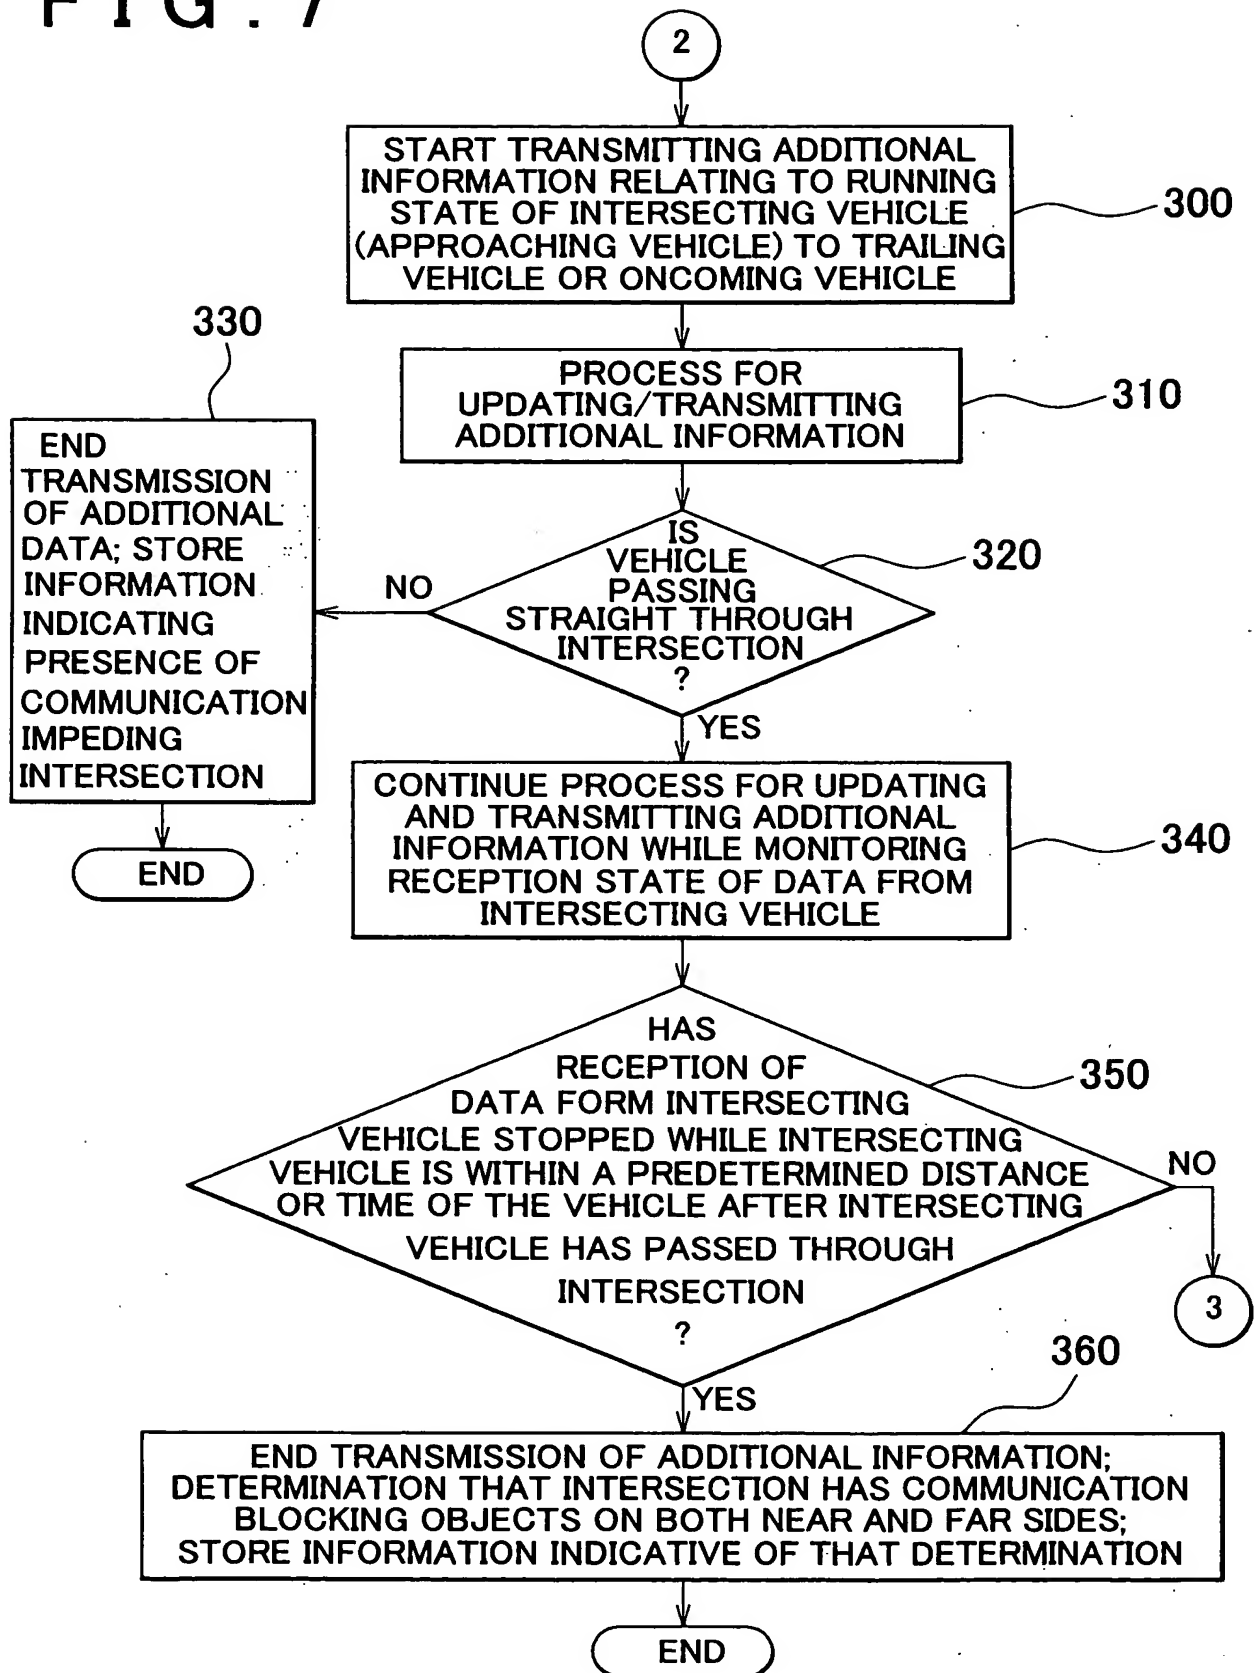 FIG. 7
2
START TRANSMITTING ADDITIONAL
INFORMATION RELATING TO RUNNING
STATE OF INTERSECTING VEHICLE
(APPROACHING VEHICLE) TO TRAILING
VEHICLE OR ONCOMING VEHICLE
300
PROCESS FOR
UPDATING/TRANSMITTING
ADDITIONAL INFORMATION
310
IS
VEHICLE
PASSING
STRAIGHT THROUGH
INTERSECTION
?
320
NO
330
END
TRANSMISSION
OF ADDITIONAL
DATA; STORE
INFORMATION
INDICATING
PRESENCE OF
COMMUNICATION
IMPEDING
INTERSECTION
END
YES
CONTINUE PROCESS FOR UPDATING
AND TRANSMITTING ADDITIONAL
INFORMATION WHILE MONITORING
RECEPTION STATE OF DATA FROM
INTERSECTING VEHICLE
340
HAS
RECEPTION OF
DATA FORM INTERSECTING
VEHICLE STOPPED WHILE INTERSECTING
VEHICLE IS WITHIN A PREDETERMINED DISTANCE
OR TIME OF THE VEHICLE AFTER INTERSECTING
VEHICLE HAS PASSED THROUGH
INTERSECTION
?
350
NO
3
YES
360
END TRANSMISSION OF ADDITIONAL INFORMATION;
DETERMINATION THAT INTERSECTION HAS COMMUNICATION
BLOCKING OBJECTS ON BOTH NEAR AND FAR SIDES;
STORE INFORMATION INDICATIVE OF THAT DETERMINATION
END